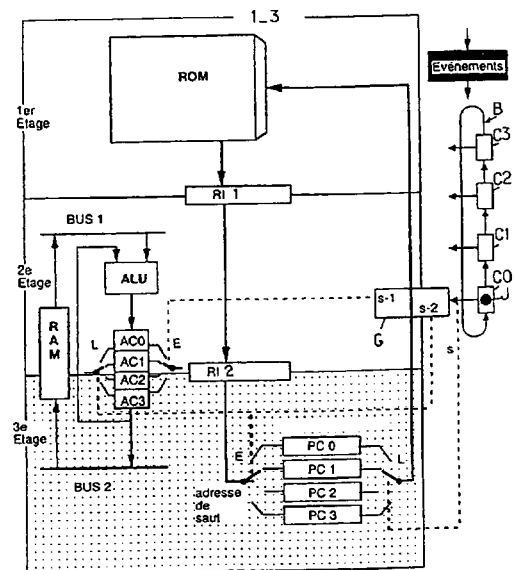 1_3
ROM
Evénements
B
C3
1er
Etage
C2
RI 1
BUS 1
C1
ALU
2e
Etage
C0
J
s-1
s-2
G
RAM
L
E
AC0
AC1
AC2
AC3
RI 2
s
3e
Etage
E
PC 0
L
PC 1
PC 2
PC 3
BUS 2
adresse
de
saut